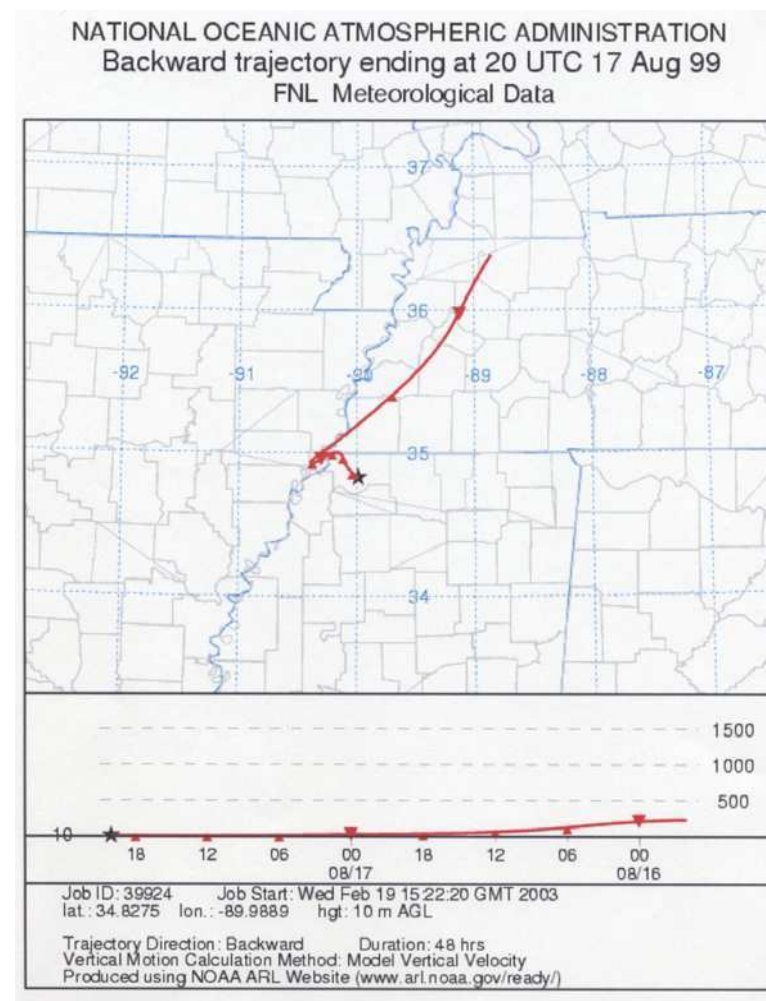 NATIONAL OCEANIC ATMOSPHERIC ADMINISTRATION
Backward trajectory ending at 20 UTC 17 Aug 99
FNL Meteorological Data
37
36
-92 -91 -90 -89 -88 -87
35
34
1500
1000
500
10
18 12 06 00 18 12 06 00
08/17 08/16
Job ID: 39924 Job Start: Wed Feb 19 15:22:20 GMT 2003
lat.: 34.8275 lon.: -89.9889 hgt: 10 m AGL
Trajectory Direction: Backward Duration: 48 hrs
Vertical Motion Calculation Method: Model Vertical Velocity
Produced using NOAA ARL Website (www.arl.noaa.gov/ready/)